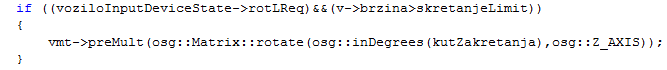 if ((voziloInputDeviceState->rotLReq)&&(v->brzina>skretanjeLimit))
{
vmt->preMult(osg::Matrix::rotate(osg::inDegrees(kutZakretanja),osg::Z_AXIS));
}